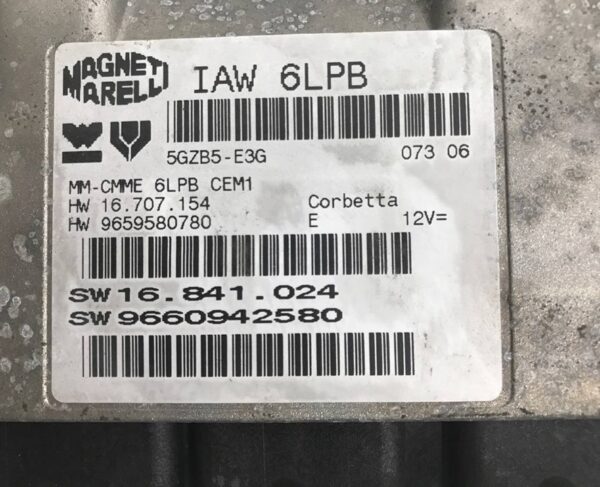 MAGNETI
MARELLI
IAW 6LPB
5GZB5-E3G 073 06
MM-CMME 6LPB CEM1
HW 16.707.154 Corbetta
HW 9659580780 E 12V=
SW 16.841.024
SW 9660942580